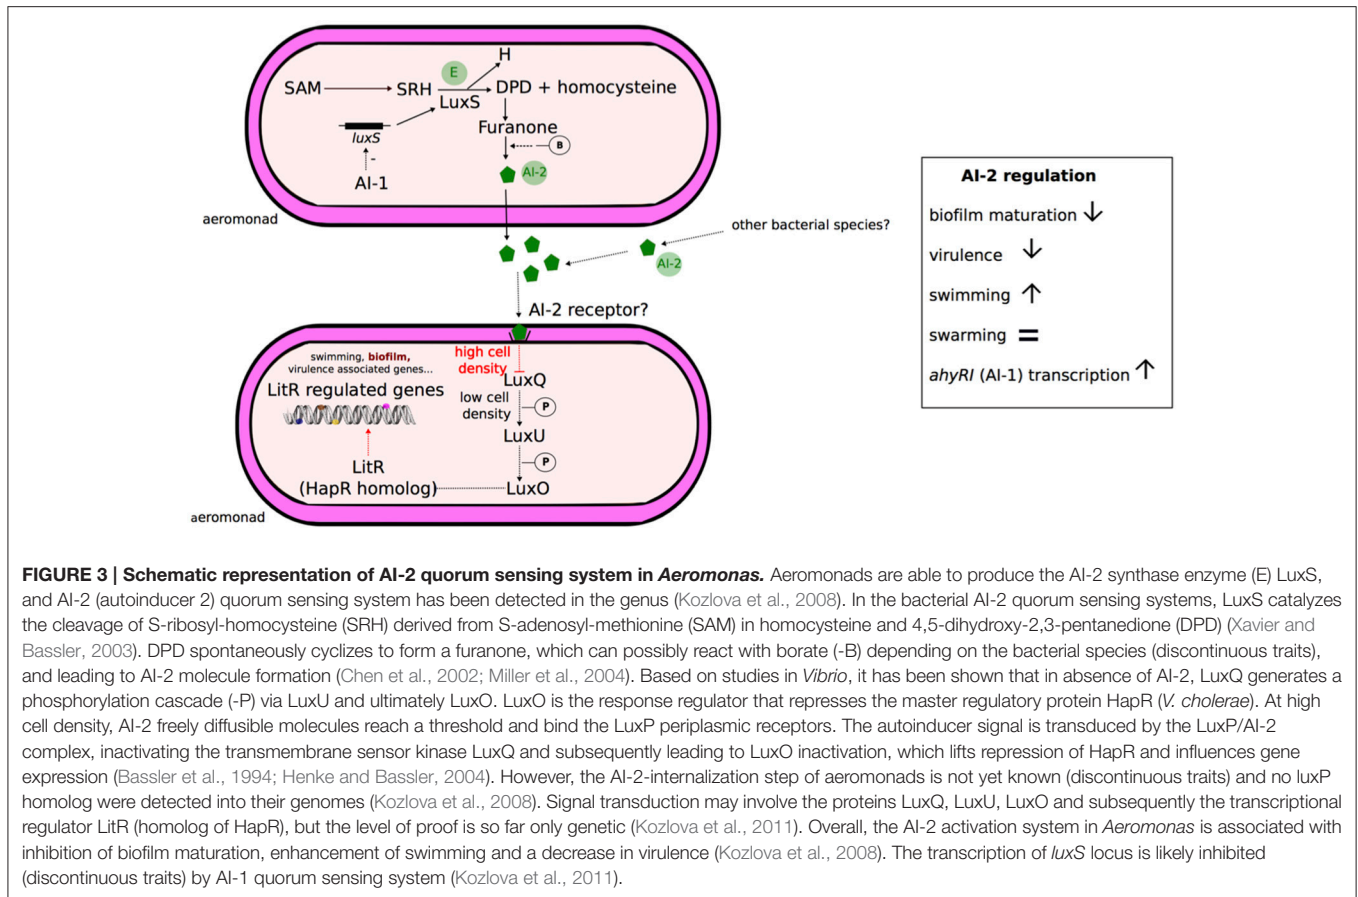 H
E
SAM
SRH
DPD + homocysteine
LuxS
luxS
Furanone
B
-
AI-1
AI-2
aeromonad
other bacterial species?
AI-2
AI-2 receptor?
swimming, biofilm,
virulence associated genes...
LitR regulated genes
high cell
density
LuxQ
low cell
density
P
LuxU
P
LitR
(HapR homolog)
LuxO
aeromonad
AI-2 regulation
biofilm maturation ↓
virulence ↓
swimming ↑
swarming =
ahyRI (AI-1) transcription ↑
FIGURE 3 | Schematic representation of AI-2 quorum sensing system in Aeromonas. Aeromonads are able to produce the AI-2 synthase enzyme (E) LuxS,
and AI-2 (autoinducer 2) quorum sensing system has been detected in the genus (Kozlova et al., 2008). In the bacterial AI-2 quorum sensing systems, LuxS catalyzes
the cleavage of S-ribosyl-homocysteine (SRH) derived from S-adenosyl-methionine (SAM) in homocysteine and 4,5-dihydroxy-2,3-pentanedione (DPD) (Xavier and
Bassler, 2003). DPD spontaneously cyclizes to form a furanone, which can possibly react with borate (-B) depending on the bacterial species (discontinuous traits),
and leading to AI-2 molecule formation (Chen et al., 2002; Miller et al., 2004). Based on studies in Vibrio, it has been shown that in absence of AI-2, LuxQ generates a
phosphorylation cascade (-P) via LuxU and ultimately LuxO. LuxO is the response regulator that represses the master regulatory protein HapR (V. cholerae). At high
cell density, AI-2 freely diffusible molecules reach a threshold and bind the LuxP periplasmic receptors. The autoinducer signal is transduced by the LuxP/AI-2
complex, inactivating the transmembrane sensor kinase LuxQ and subsequently leading to LuxO inactivation, which lifts repression of HapR and influences gene
expression (Bassler et al., 1994; Henke and Bassler, 2004). However, the AI-2-internalization step of aeromonads is not yet known (discontinuous traits) and no luxP
homolog were detected into their genomes (Kozlova et al., 2008). Signal transduction may involve the proteins LuxQ, LuxU, LuxO and subsequently the transcriptional
regulator LitR (homolog of HapR), but the level of proof is so far only genetic (Kozlova et al., 2011). Overall, the AI-2 activation system in Aeromonas is associated with
inhibition of biofilm maturation, enhancement of swimming and a decrease in virulence (Kozlova et al., 2008). The transcription of luxS locus is likely inhibited
(discontinuous traits) by AI-1 quorum sensing system (Kozlova et al., 2011).